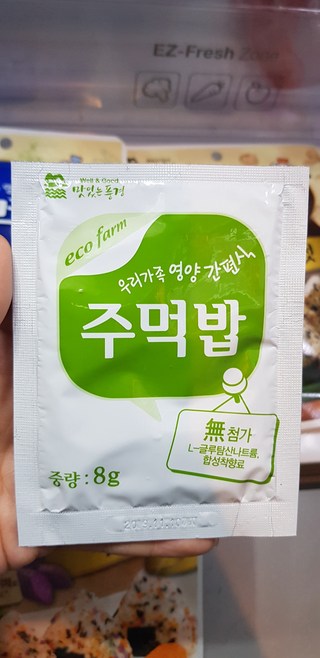 EZ-Fresh Zone
Well & Good
맛있는풍경
eco farm
우리가족 영양 간편식
주먹밥
無첨가
L-글루탐산나트륨,
합성착향료
중량 : 8g